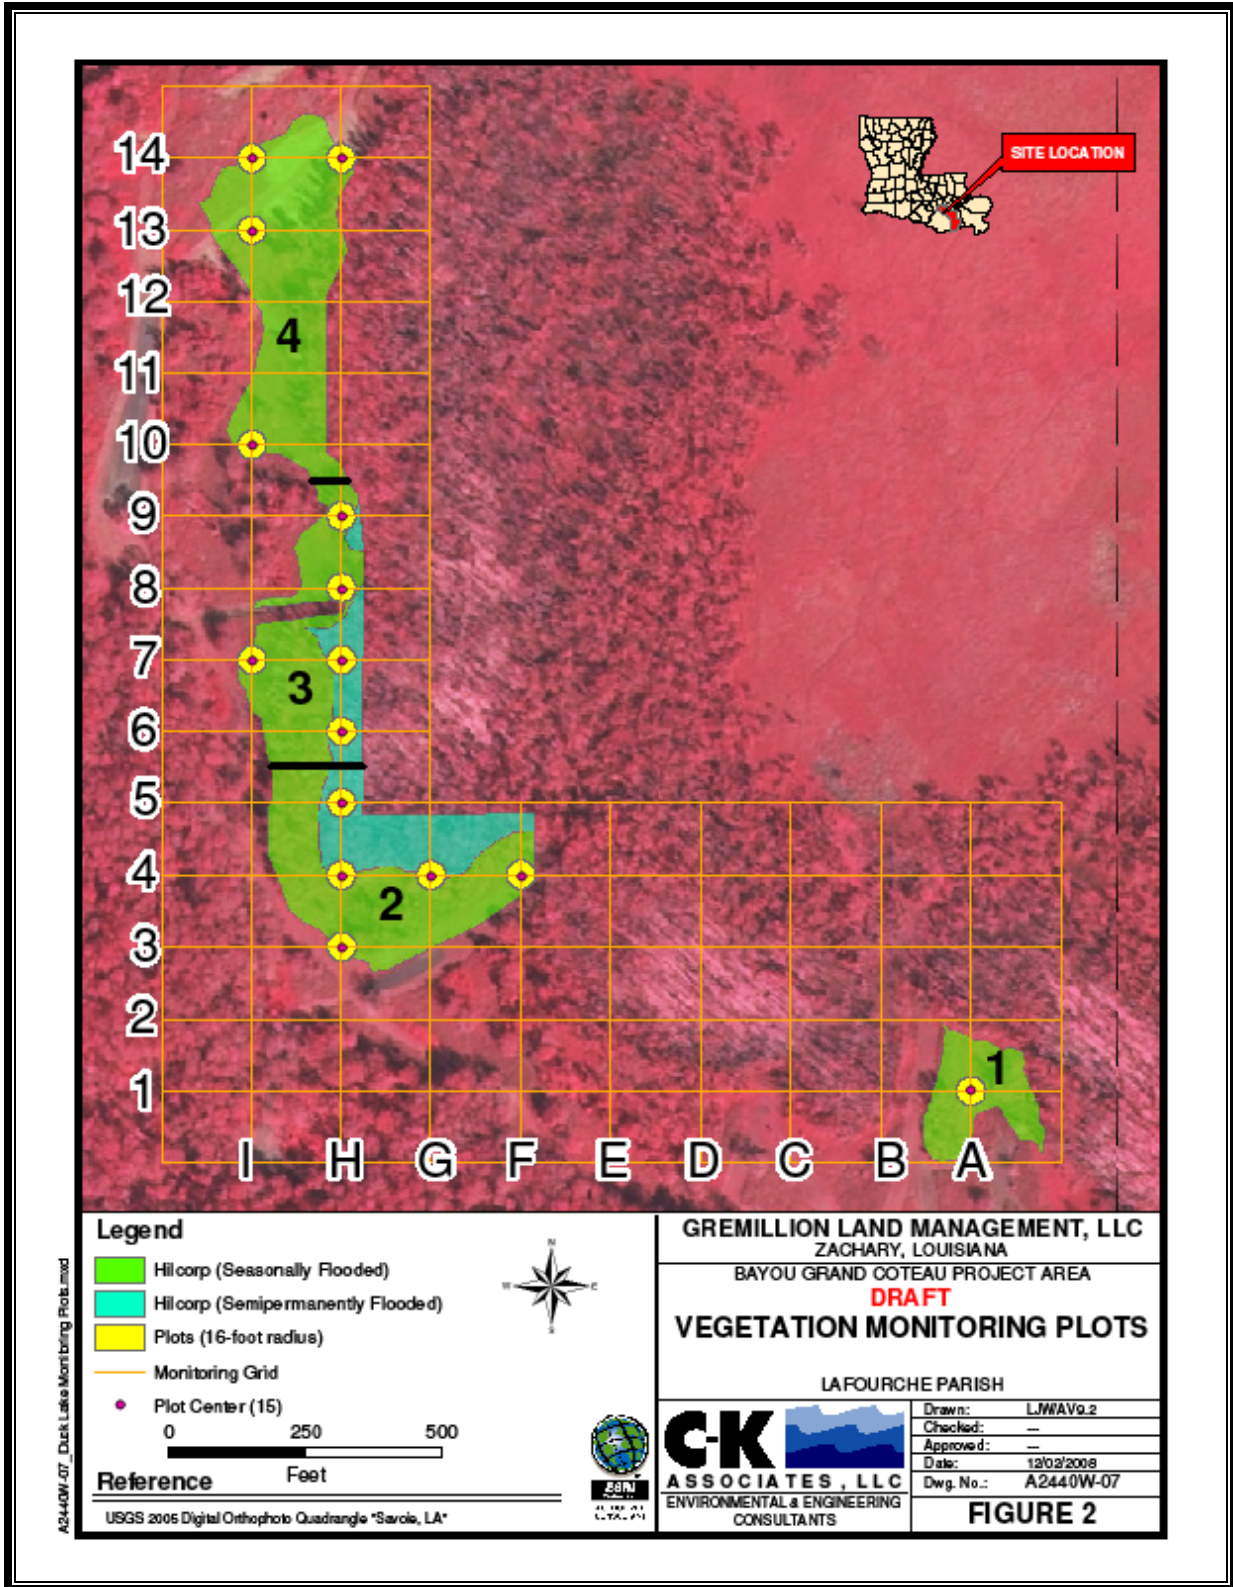 SITE LOCATION
14
13
12
4
11
10
9
8
7
3
6
5
4
2
3
2
1
1
I H G F E D C B A
Legend
Hilcorp (Seasonally Flooded)
Hilcorp (Semipermanently Flooded)
Plots (16-foot radius)
Monitoring Grid
Plot Center (15)
0 250 500
Feet
Reference
USGS 2005 Digital Orthophoto Quadrangle "Savoie, LA"
N
W E
S
GREMILLION LAND MANAGEMENT, LLC
ZACHARY, LOUISIANA
BAYOU GRAND COTEAU PROJECT AREA
DRAFT
VEGETATION MONITORING PLOTS
LAFOURCHE PARISH
C-K
ASSOCIATES, LLC
ENVIRONMENTAL & ENGINEERING
CONSULTANTS
Drawn: LJW/AV9.2
Checked: ---
Approved: ---
Date: 12/02/2008
Dwg. No.: A2440W-07
FIGURE 2
ESRI
A2440W-07_Duck Lake Monitoring Plots.mxd